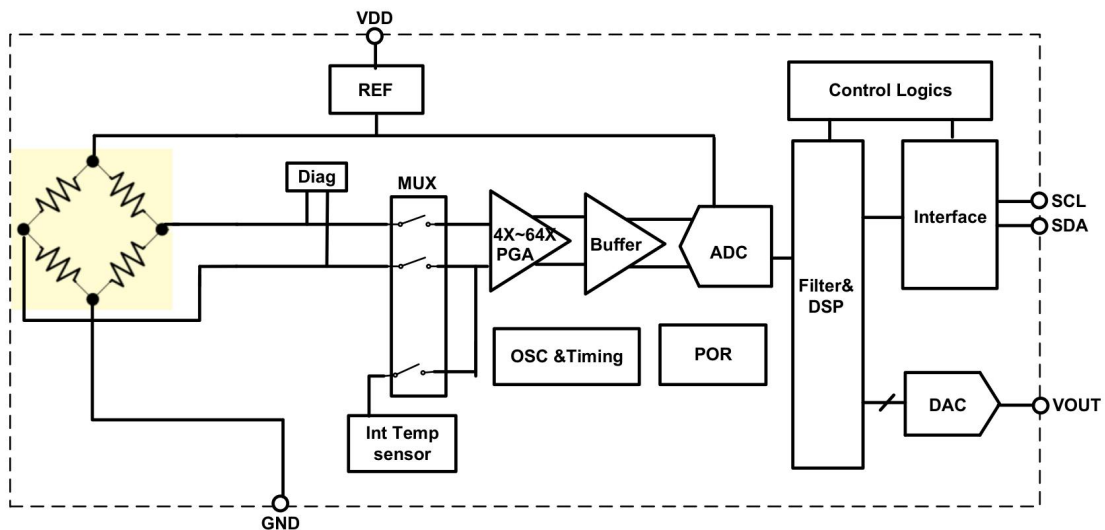 VDD
REF
Control Logics
Diag
MUX
SCL
4X~64X
PGA
Buffer
ADC
Interface
SDA
Filter&
DSP
OSC &Timing
POR
Int Temp
sensor
DAC
VOUT
GND